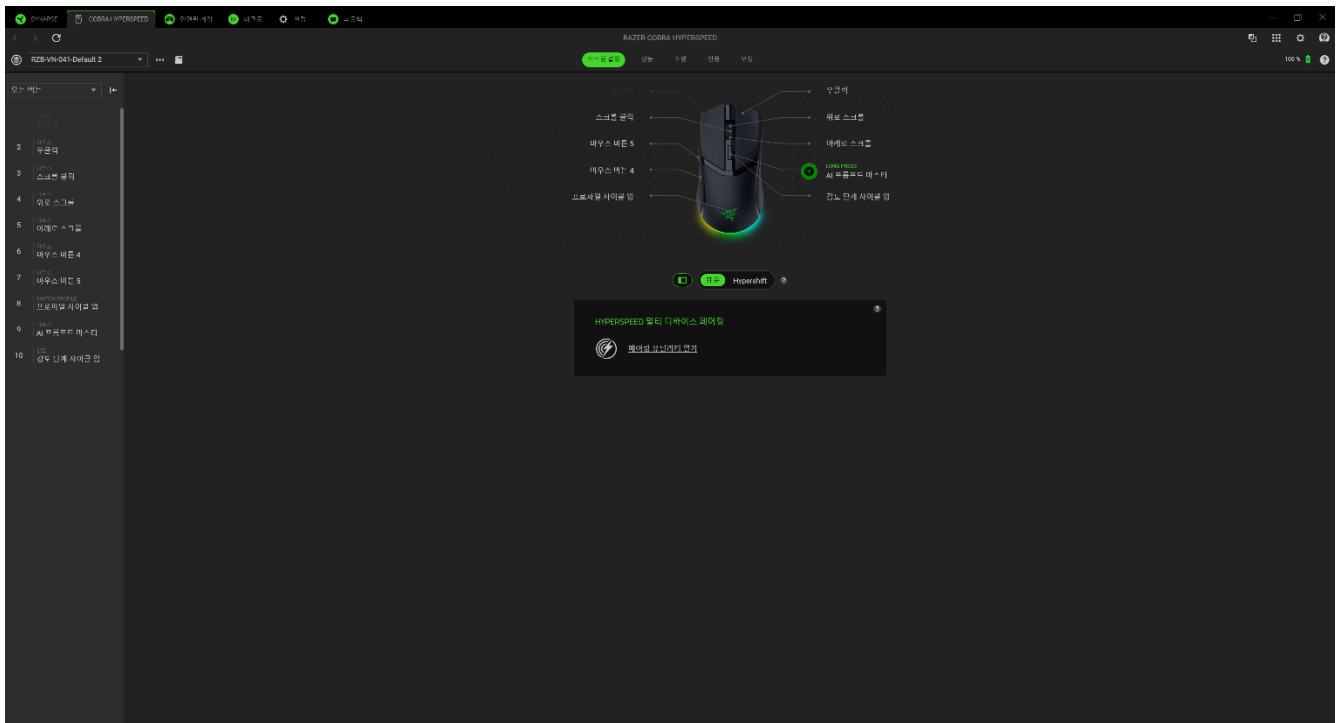 SYNAPSE
COBRA HYPERSPEED
RAZER COBRA HYPERSPEED
RZB-VN-041-Default 2
100 %
모든 버튼
1
2
우클릭
3
스크롤 클릭
4
위로 스크롤
5
아래로 스크롤
6
마우스 버튼 4
7
마우스 버튼 5
8
SWITCH PROFILE
프로파일 사이클 업
9
AI 프롬프트 마스터
10
감도 단계 사이클 업
스크롤 클릭
마우스 버튼 5
마우스 버튼 4
프로파일 사이클 업
우클릭
위로 스크롤
아래로 스크롤
LONG PRESS
AI 프롬프트 마스터
감도 단계 사이클 업
표준
Hypershift
HYPERSPEED 멀티 디바이스 페어링
페어링 유틸리티 열기